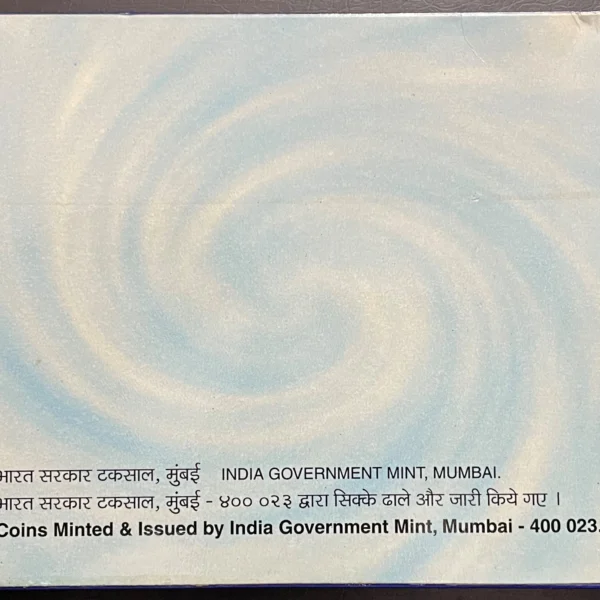 भारत सरकार टकसाल, मुंबई INDIA GOVERNMENT MINT, MUMBAI.
भारत सरकार टकसाल, मुंबई - ४०० ०२३ द्वारा सिक्के ढाले और जारी किये गए ।
Coins Minted & Issued by India Government Mint, Mumbai - 400 023.